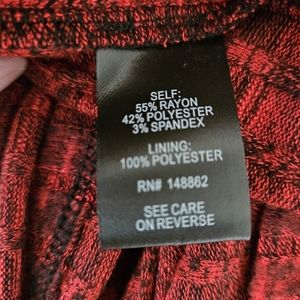 SELF:
55% RAYON
42% POLYESTER
3% SPANDEX
LINING:
100% POLYESTER
RN# 148862
SEE CARE
ON REVERSE